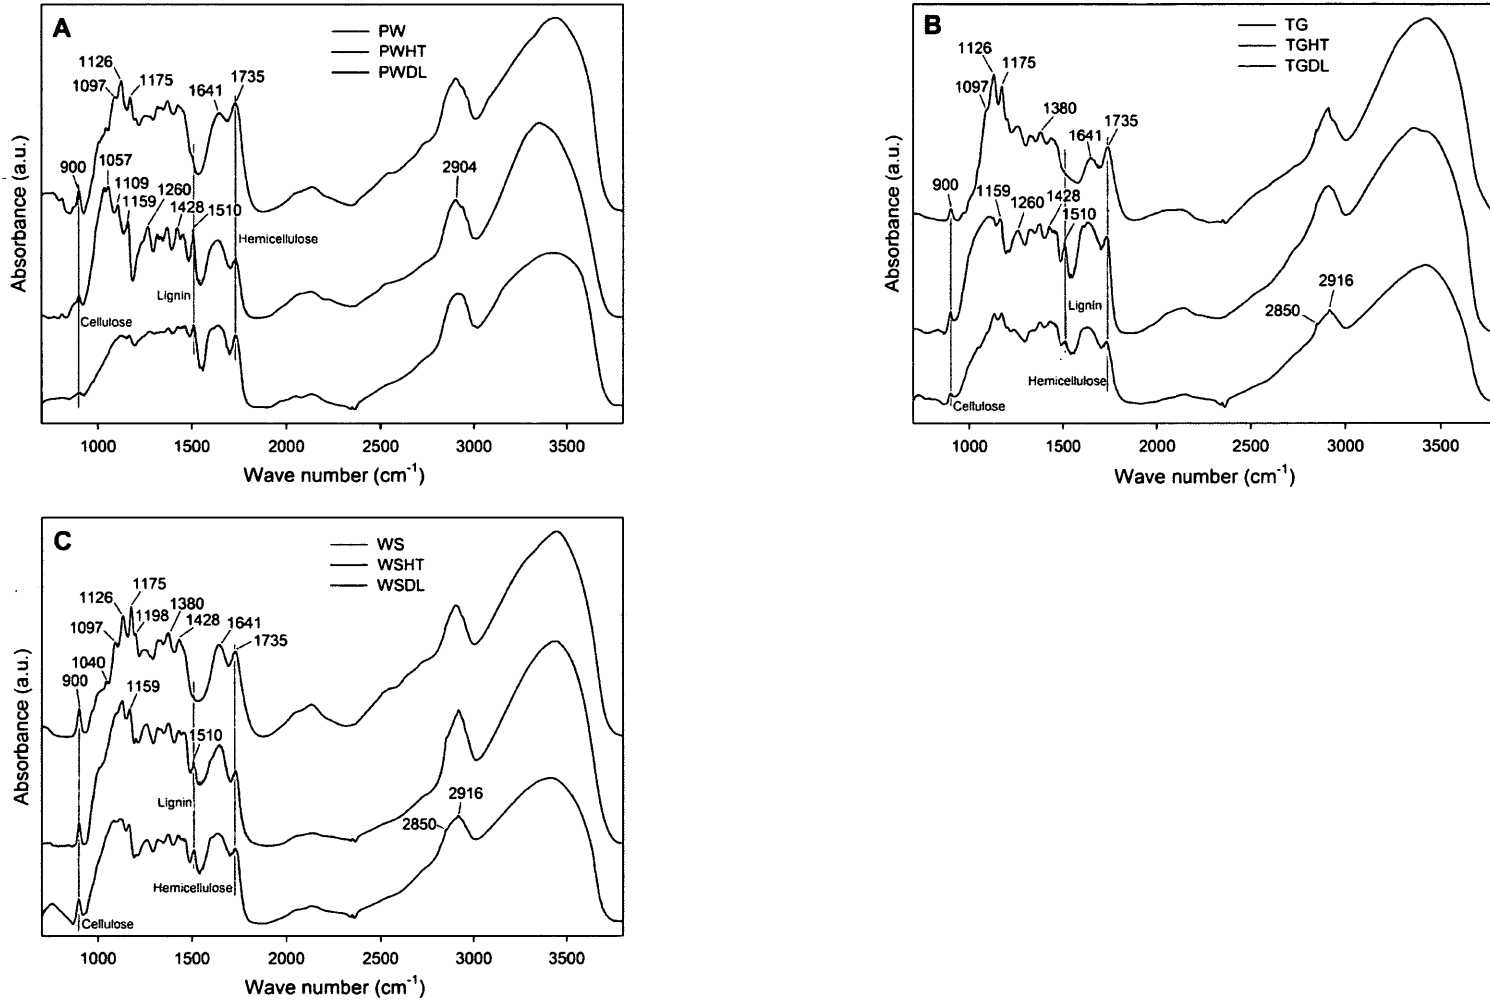 A
PW
PWHT
PWDL
1126
1097
1175
1641
1735
900
1057
1109
1159
1260
1428
1510
2904
Hemicellulose
Lignin
Cellulose
Absorbance (a.u.)
1000 1500 2000 2500 3000 3500
Wave number (cm-1)
B
TG
TGHT
TGDL
1126
1175
1097
1380
1641
1735
900
1159
1260
1428
1510
2916
2850
Lignin
Hemicellulose
Cellulose
Absorbance (a.u.)
1000 1500 2000 2500 3000 3500
Wave number (cm-1)
C
WS
WSHT
WSDL
1175
1126
1198
1380
1097
1428
1641
1735
1040
900
1159
1510
2916
2850
Lignin
Hemicellulose
Cellulose
Absorbance (a.u.)
1000 1500 2000 2500 3000 3500
Wave number (cm-1)